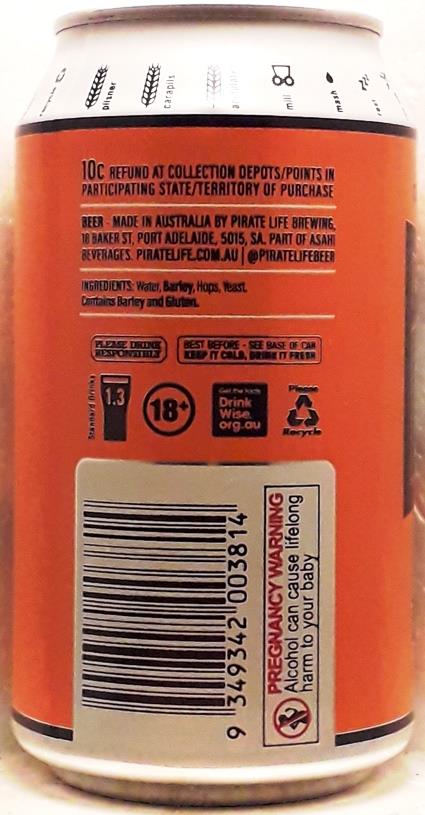 pilsner
carapils
mill
mash
10c REFUND AT COLLECTION DEPOTS/POINTS IN
PARTICIPATING STATE/TERRITORY OF PURCHASE
BEER - MADE IN AUSTRALIA BY PIRATE LIFE BREWING,
18 BAKER ST, PORT ADELAIDE, 5015, SA. PART OF ASAHI
BEVERAGES. PIRATELIFE.COM.AU | @PIRATELIFEBEER
INGREDIENTS: Water, Barley, Hops, Yeast.
Contains Barley and Gluten.
PLEASE DRINK
RESPONSIBLY
BEST BEFORE - SEE BASE OF CAN
KEEP IT COLD, DRINK IT FRESH
Standard Drinks
1.3
18+
Get the facts
Drink
Wise.
org.au
Please
Recycle
9 349342 003814
PREGNANCY WARNING
Alcohol can cause lifelong
harm to your baby